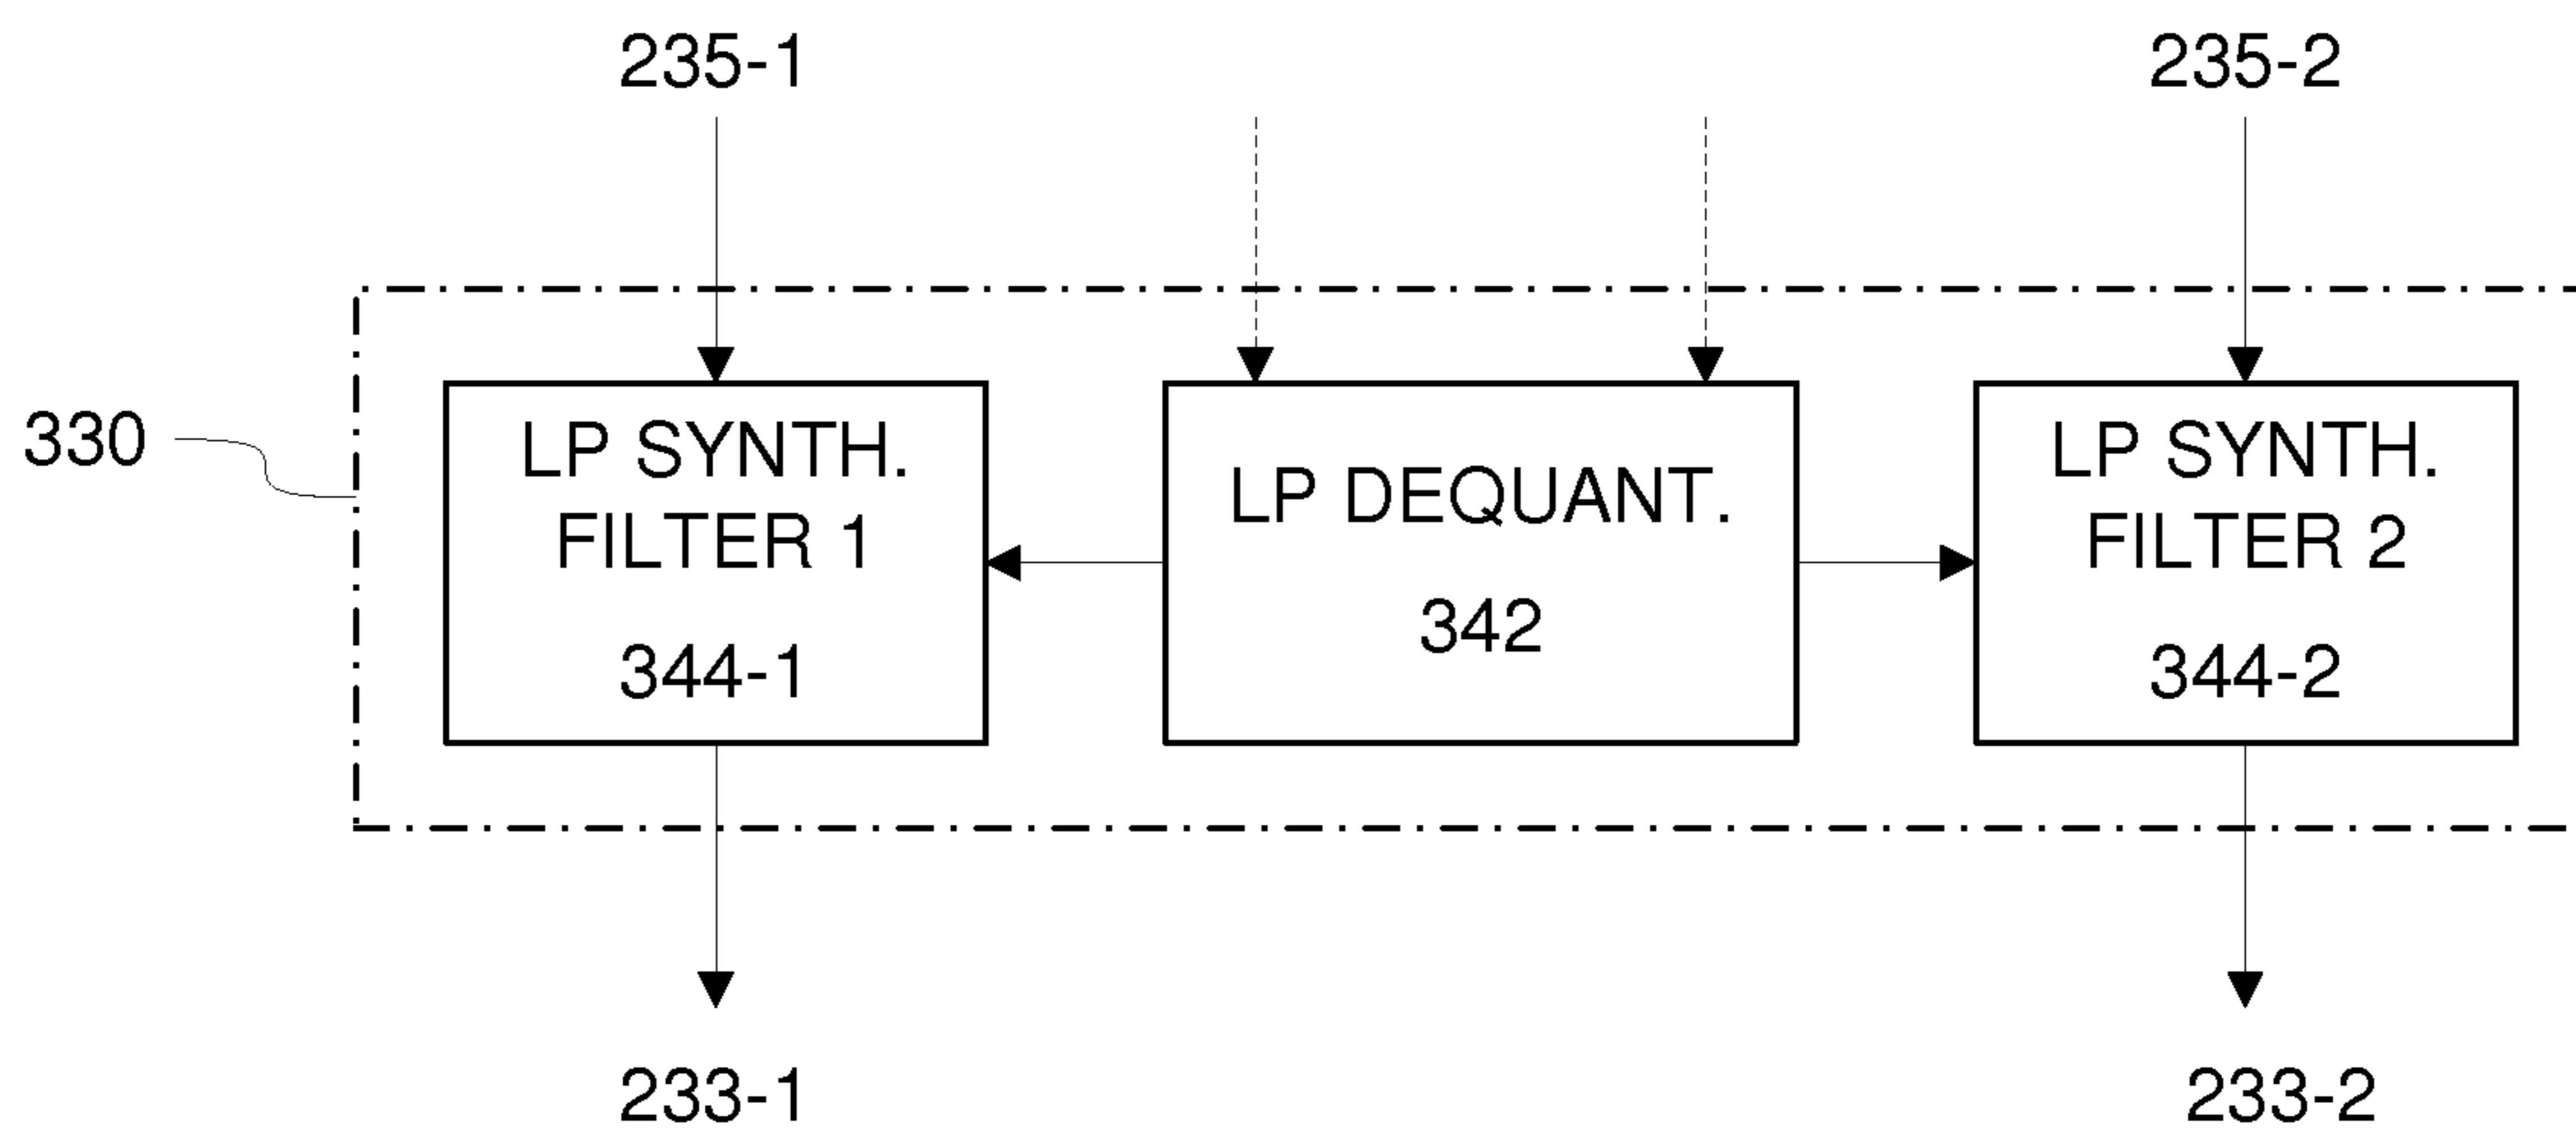 235-1
235-2
330
LP SYNTH.
FILTER 1
344-1
LP DEQUANT.
342
LP SYNTH.
FILTER 2
344-2
233-1
233-2